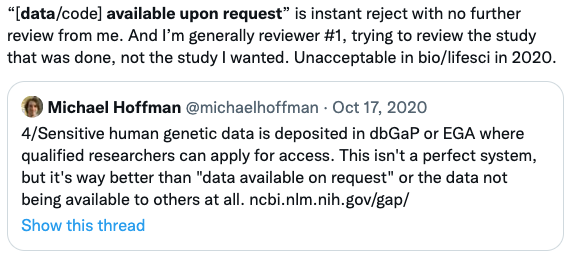 “[data/code] available upon request” is instant reject with no further
review from me. And I’m generally reviewer #1, trying to review the study
that was done, not the study I wanted. Unacceptable in bio/lifesci in 2020.
Michael Hoffman @michaelhoffman · Oct 17, 2020
4/Sensitive human genetic data is deposited in dbGaP or EGA where
qualified researchers can apply for access. This isn't a perfect system,
but it's way better than "data available on request" or the data not
being available to others at all. ncbi.nlm.nih.gov/gap/
Show this thread